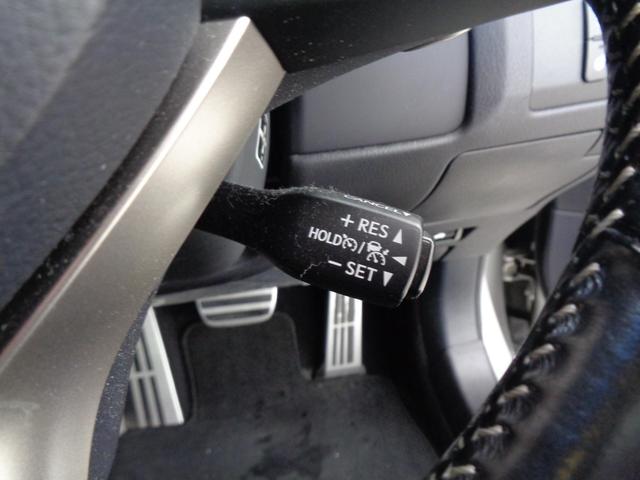 CANCEL
+ RES ▲
HOLD / ◀
− SET ▼